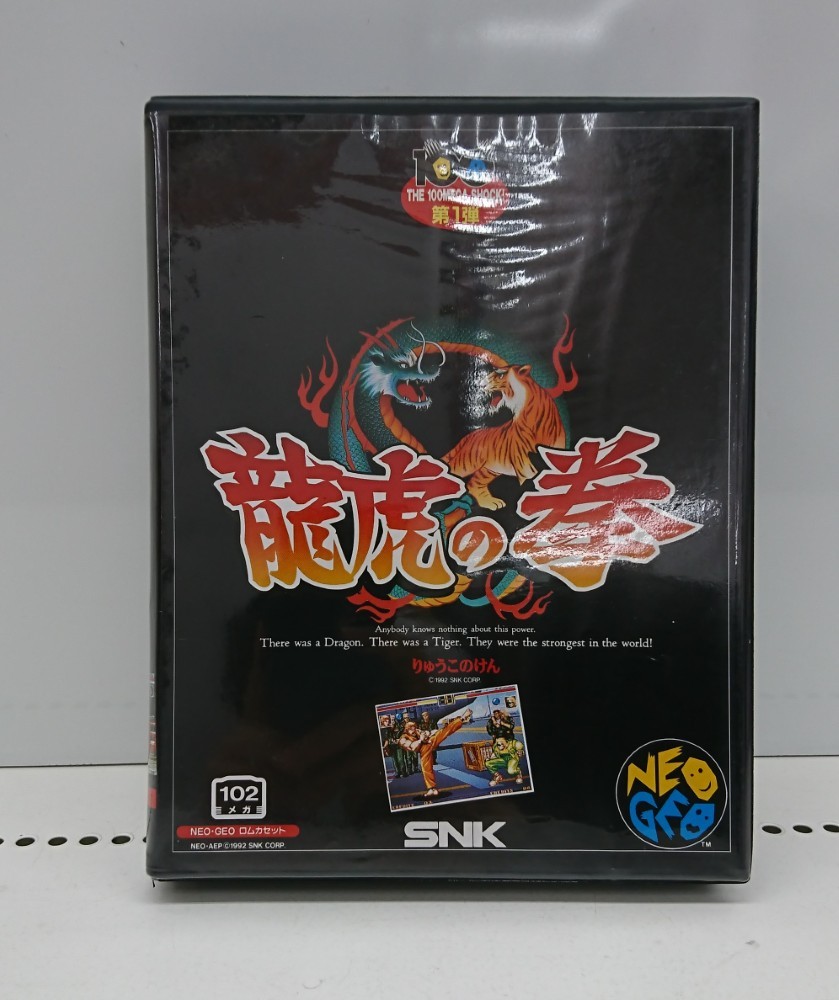 100
THE 100MEGA SHOCK!
第1弾
龍虎の拳
Anybody knows nothing about this power.
There was a Dragon. There was a Tiger. They were the strongest in the world!
りゅうこのけん
©1992 SNK CORP.
102
メガ
NEO•GEO ロムカセット
NEO•AEP ©1992 SNK CORP.
SNK
NEO
GEO
TM